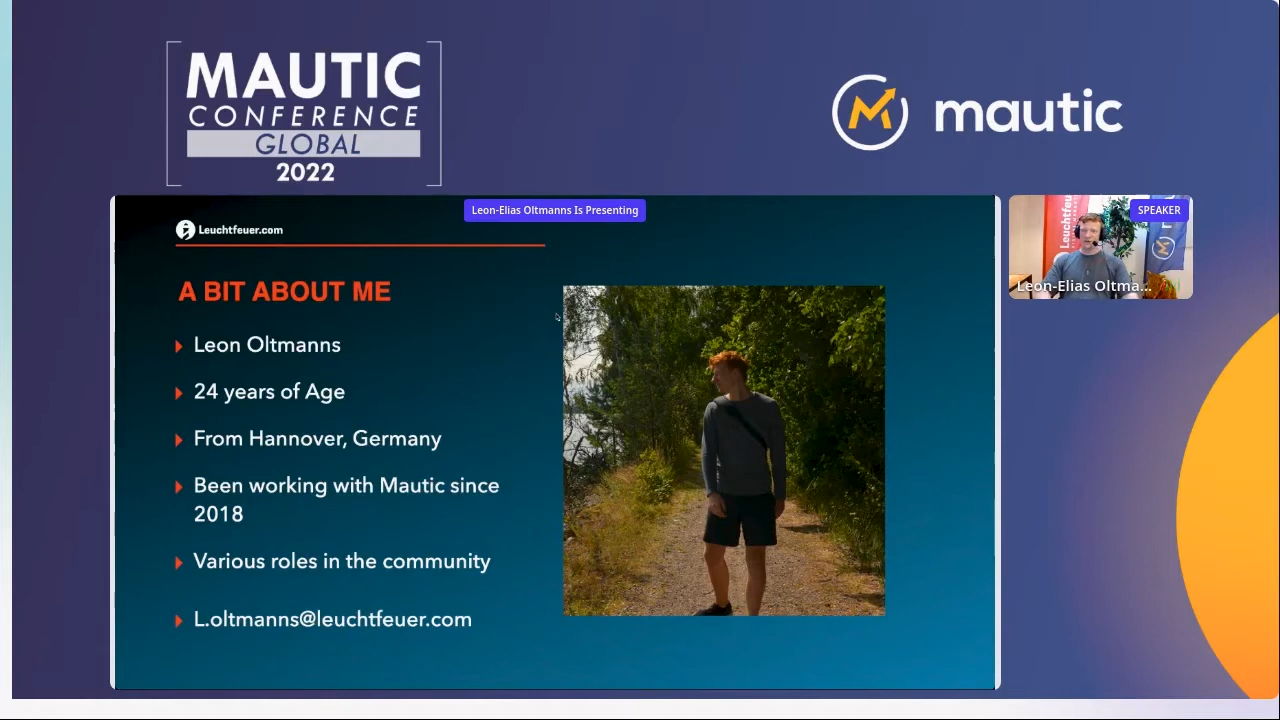 MAUTIC
CONFERENCE
GLOBAL
2022
mautic
Leon-Elias Oltmanns Is Presenting
Leuchtfeuer.com
A BIT ABOUT ME
Leon Oltmanns
24 years of Age
From Hannover, Germany
Been working with Mautic since
2018
Various roles in the community
L.oltmanns@leuchtfeuer.com
SPEAKER
Leuchtfeu
Leon-Elias Oltma...